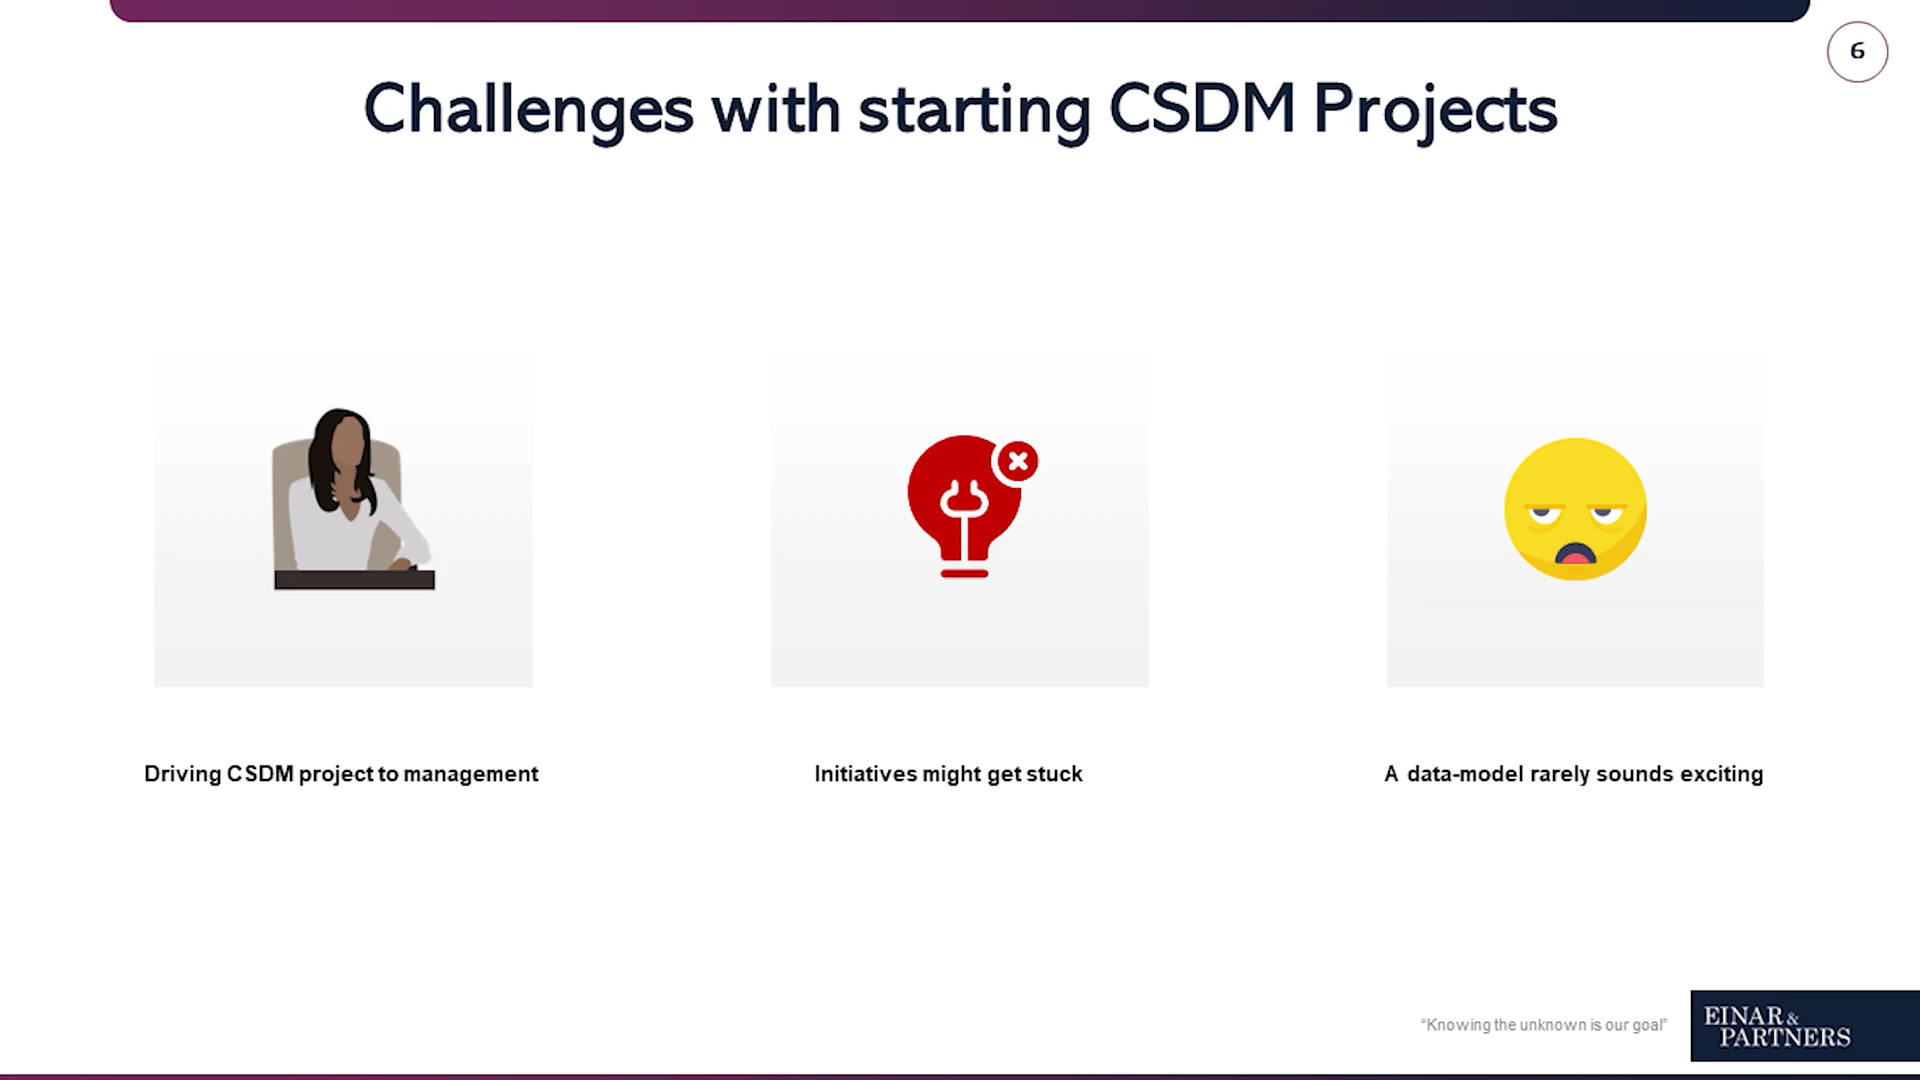 6
Challenges with starting CSDM Projects
Driving CSDM project to management
Initiatives might get stuck
A data-model rarely sounds exciting
“Knowing the unknown is our goal”
EINAR &
PARTNERS